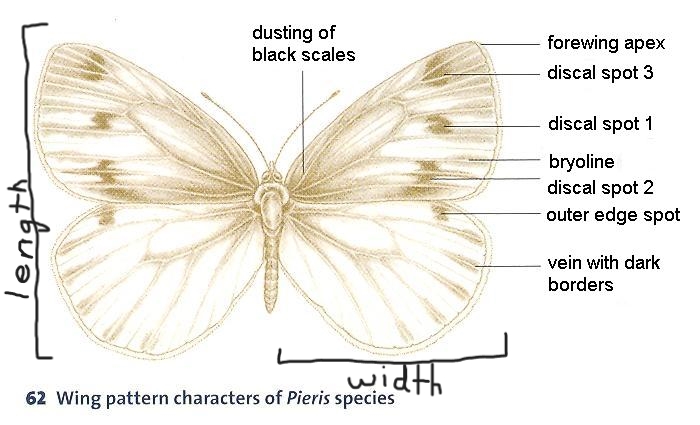 dusting of
black scales
forewing apex
discal spot 3
discal spot 1
bryoline
discal spot 2
outer edge spot
vein with dark
borders
length
width
62 Wing pattern characters of Pieris species